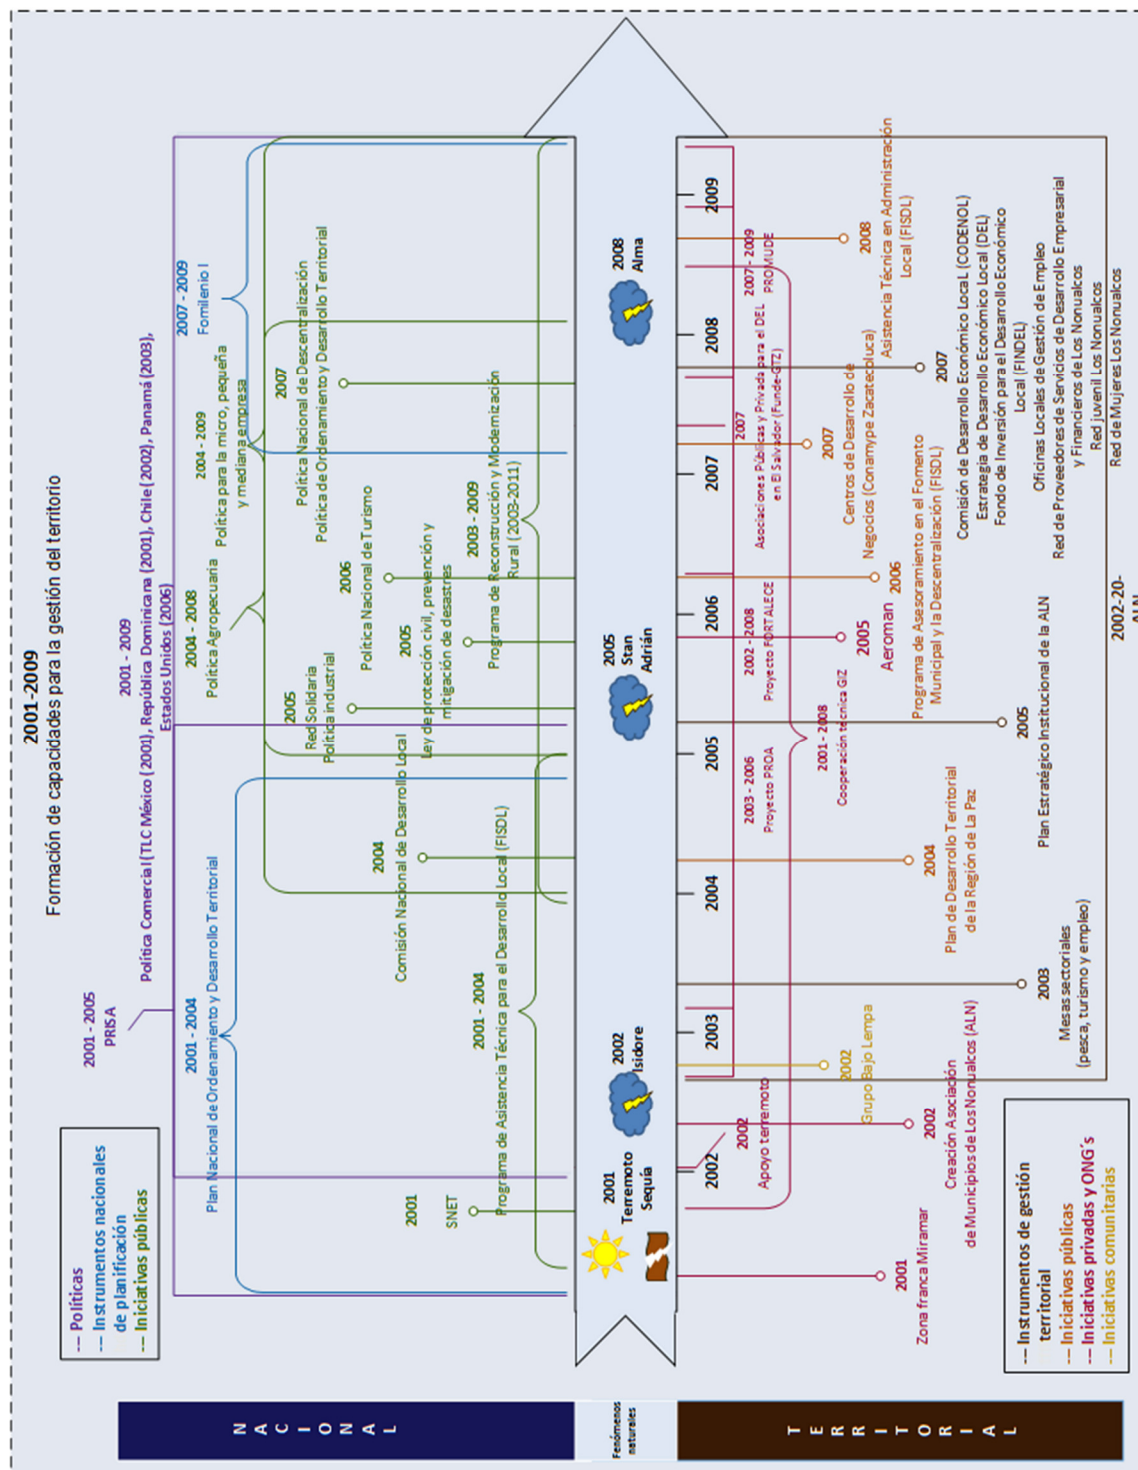 2001-2009
Formación de capacidades para la gestión del territorio
--- Políticas
--- Instrumentos nacionales
de planificación
--- Iniciativas públicas
NACIONAL
2001 - 2005
PRISA
2001 - 2009
Política Comercial (TLC México (2001), República Dominicana (2001), Chile (2002), Panamá (2003),
Estados Unidos (2006)
2001 - 2004
Plan Nacional de Ordenamiento y Desarrollo Territorial
2004 - 2008
Política Agropecuaria
2004 - 2009
Política para la micro, pequeña
y mediana empresa
2007 - 2009
Fomilenio I
2005
Red Solidaria
Política industrial
2007
Política Nacional de Descentralización
Política de Ordenamiento y Desarrollo Territorial
2006
Política Nacional de Turismo
2004
Comisión Nacional de Desarrollo Local
2005
Ley de protección civil, prevención y
mitigación de desastres
2001
SNET
2001 - 2004
Programa de Asistencia Técnica para el Desarrollo Local (FISDL)
2003 - 2009
Programa de Reconstrucción y Modernización
Rural (2003-2011)
Fenómenos
naturales
2001
Terremoto
Sequía
2002
Isidore
2005
Stan
Adrián
2008
Alma
2002
2003
2004
2005
2006
2007
2008
2009
TERRITORIAL
2002
Apoyo terremoto
2003 - 2006
Proyecto PROA
2002 - 2008
Proyecto FORTALECE
2007
Asociaciones Públicas y Privada para el DEL
en El Salvador (Funde-GTZ)
2007 - 2009
PROMUDE
2001 - 2008
Cooperación técnica GIZ
2001
Zona franca Miramar
2002
Grupo Bajo Lempa
2002
Creación Asociación
de Municipios de Los Nonualcos (ALN)
2004
Plan de Desarrollo Territorial
de la Región de La Paz
2005
Aeroman
2006
Programa de Asesoramiento en el Fomento
Municipal y la Descentralización (FISDL)
2007
Centros de Desarrollo de
Negocios (Conamype Zacatecoluca)
2008
Asistencia Técnica en Administración
Local (FISDL)
2003
Mesas sectoriales
(pesca, turismo y empleo)
2005
Plan Estratégico Institucional de la ALN
2007
Comisión de Desarrollo Económico Local (CODENOL)
Estrategia de Desarrollo Económico Local (DEL)
Fondo de Inversión para el Desarrollo Económico
Local (FINDEL)
Oficinas Locales de Gestión de Empleo
Red de Proveedores de Servicios de Desarrollo Empresarial
y Financieros de Los Nonualcos
Red juvenil Los Nonualcos
Red de Mujeres Los Nonualcos
2002-20-
ALN
--- Instrumentos de gestión
territorial
--- Iniciativas públicas
--- Iniciativas privadas y ONG´s
--- Iniciativas comunitarias